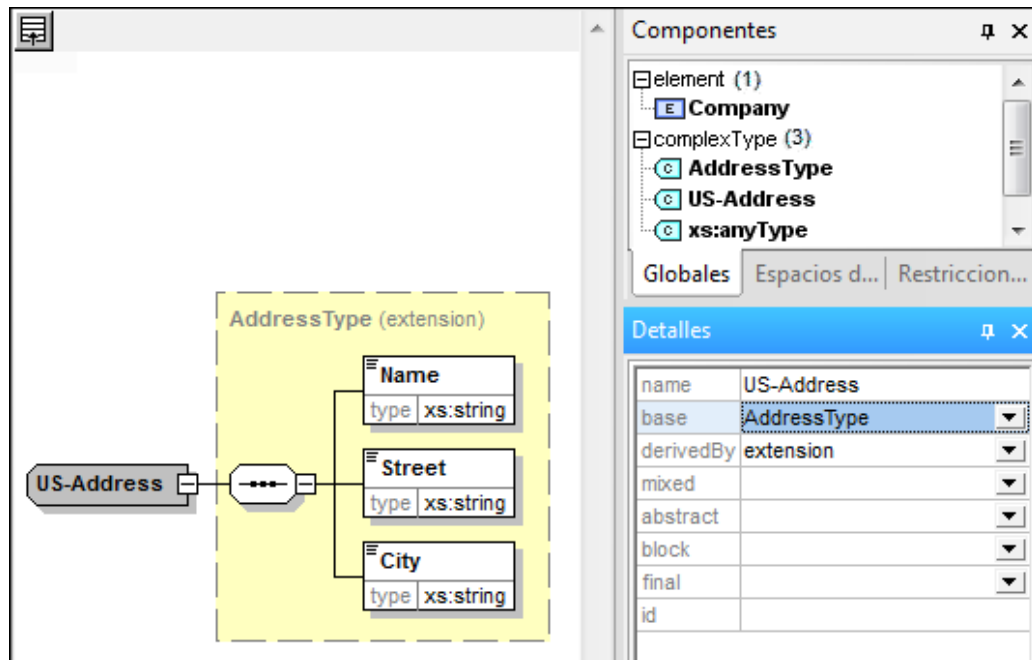 AddressType (extension)
Name
type xs:string
US-Address
Street
type xs:string
City
type xs:string
Componentes
element (1)
E Company
complexType (3)
C AddressType
C US-Address
C xs:anyType
Globales Espacios d... Restriccion...
Detalles
name US-Address
base AddressType
derivedBy extension
mixed
abstract
block
final
id